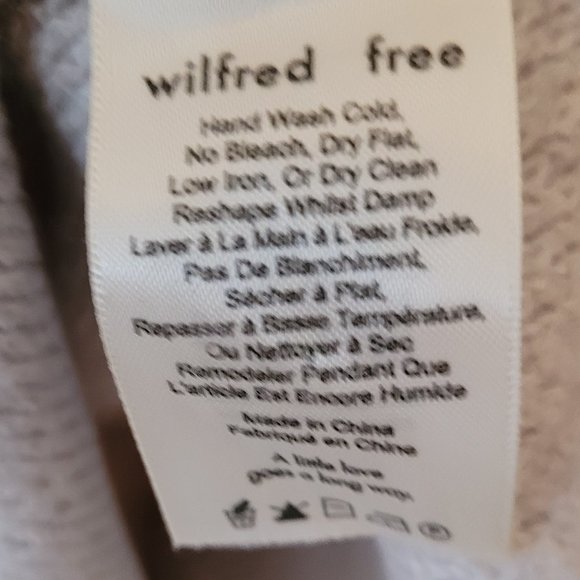 wilfred free
Hand Wash Cold,
No Bleach, Dry Flat,
Low Iron, Or Dry Clean
Reshape Whilst Damp
Laver à La Main à L'eau Froide,
Pas De Blanchiment,
Sécher à Plat,
Repasser à Basse Température,
Ou Nettoyer à Sec
Remodeler Pendant Que
L'article Est Encore Humide
Made in China
Fabriqué en Chine
A little love
goes a long way.